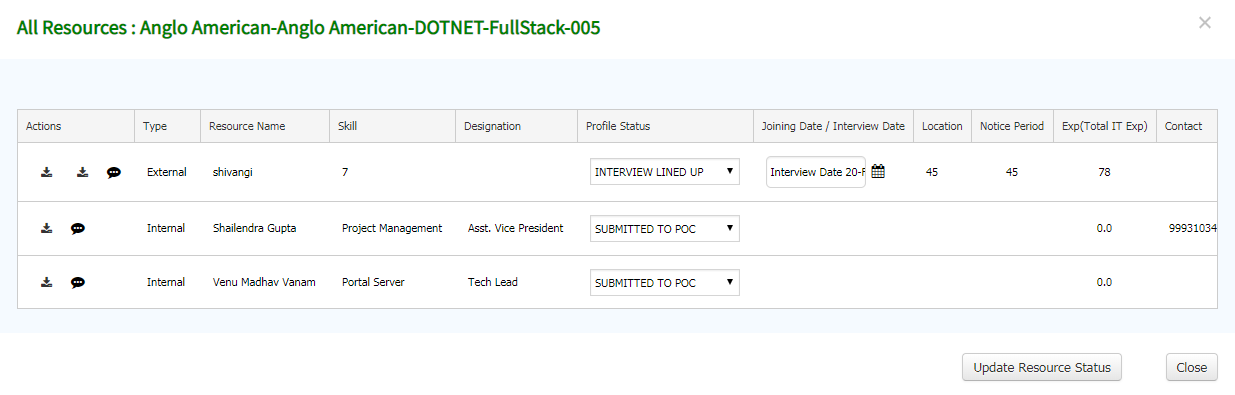 All Resources : Anglo American-Anglo American-DOTNET-FullStack-005
Actions Type Resource Name Skill Designation Profile Status Joining Date / Interview Date Location Notice Period Exp(Total IT Exp) Contact
External shivangi 7 INTERVIEW LINED UP Interview Date 20-F 45 45 78
Internal Shailendra Gupta Project Management Asst. Vice President SUBMITTED TO POC 0.0 99931034
Internal Venu Madhav Vanam Portal Server Tech Lead SUBMITTED TO POC 0.0
Update Resource Status Close